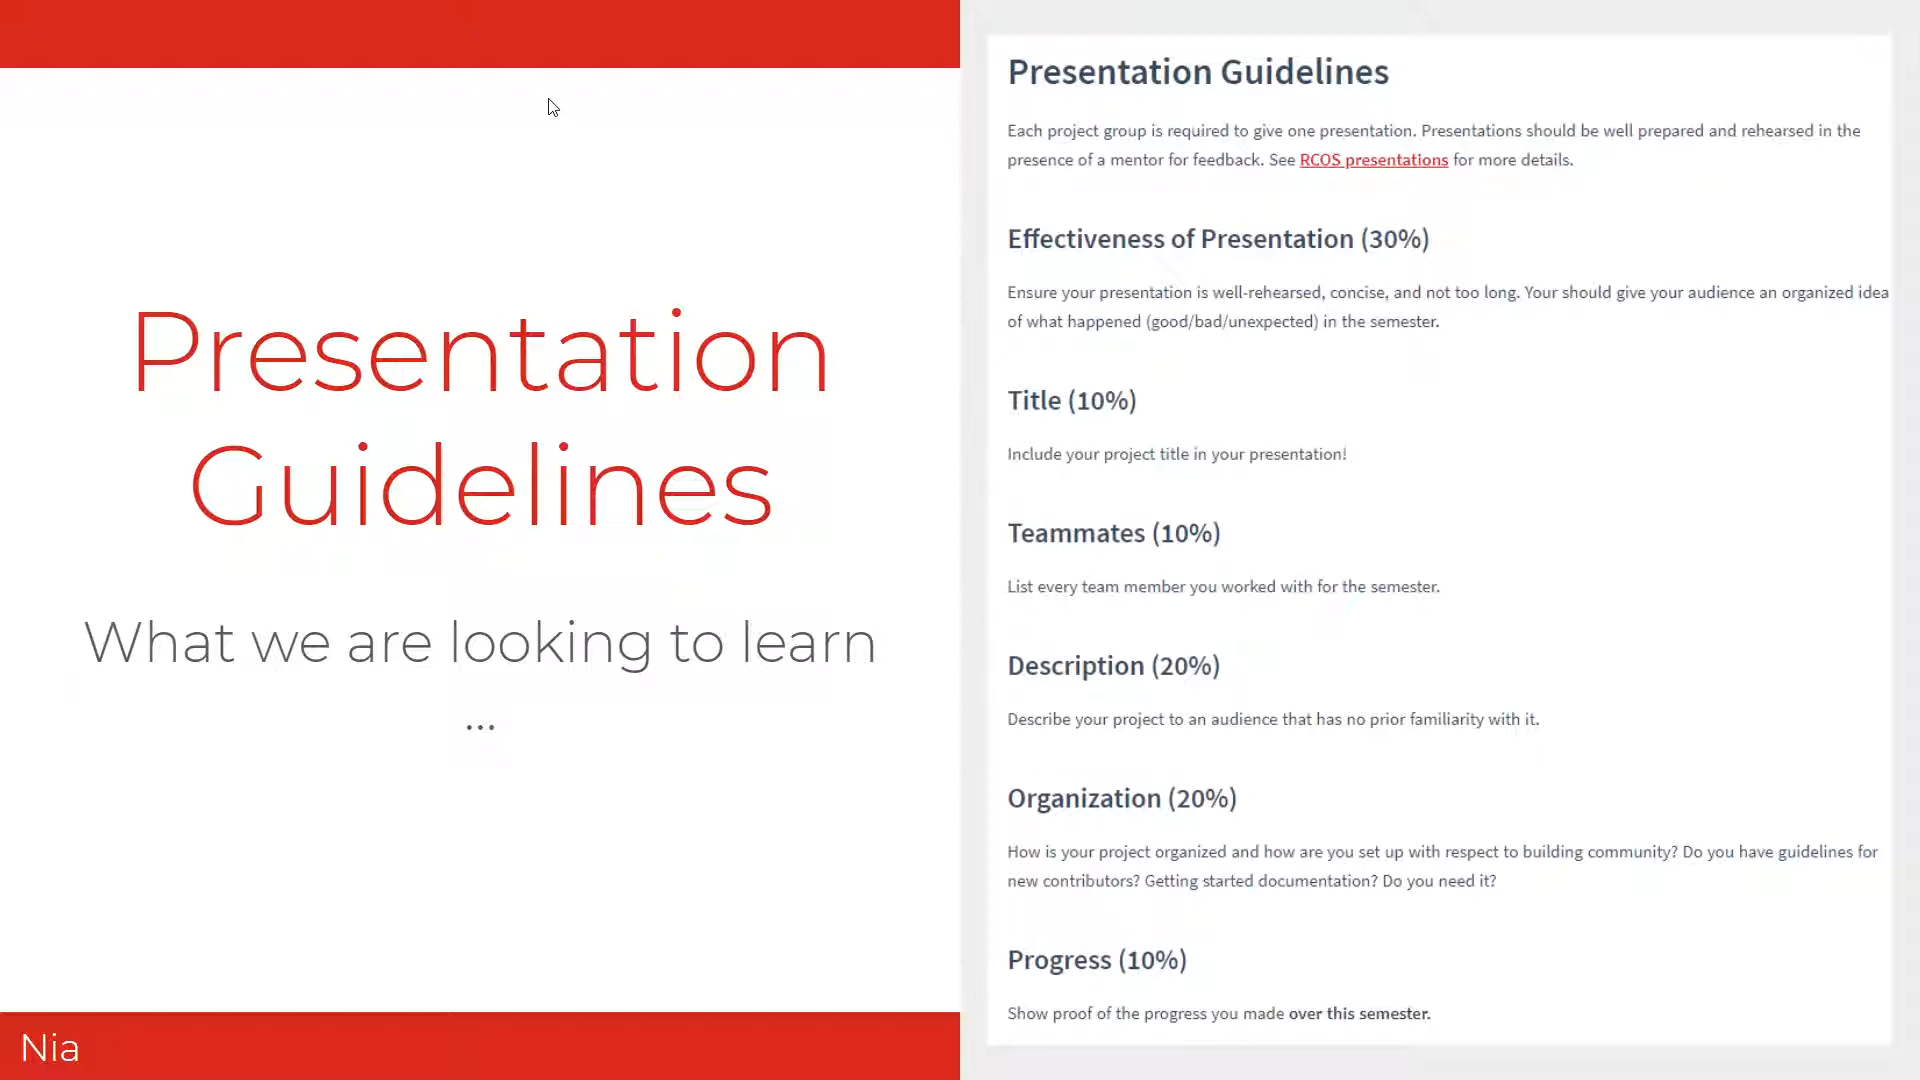 Presentation
Guidelines
What we are looking to learn
...
Nia
Presentation Guidelines
Each project group is required to give one presentation. Presentations should be well prepared and rehearsed in the
presence of a mentor for feedback. See RCOS presentations for more details.
Effectiveness of Presentation (30%)
Ensure your presentation is well-rehearsed, concise, and not too long. Your should give your audience an organized idea
of what happened (good/bad/unexpected) in the semester.
Title (10%)
Include your project title in your presentation!
Teammates (10%)
List every team member you worked with for the semester.
Description (20%)
Describe your project to an audience that has no prior familiarity with it.
Organization (20%)
How is your project organized and how are you set up with respect to building community? Do you have guidelines for
new contributors? Getting started documentation? Do you need it?
Progress (10%)
Show proof of the progress you made over this semester.